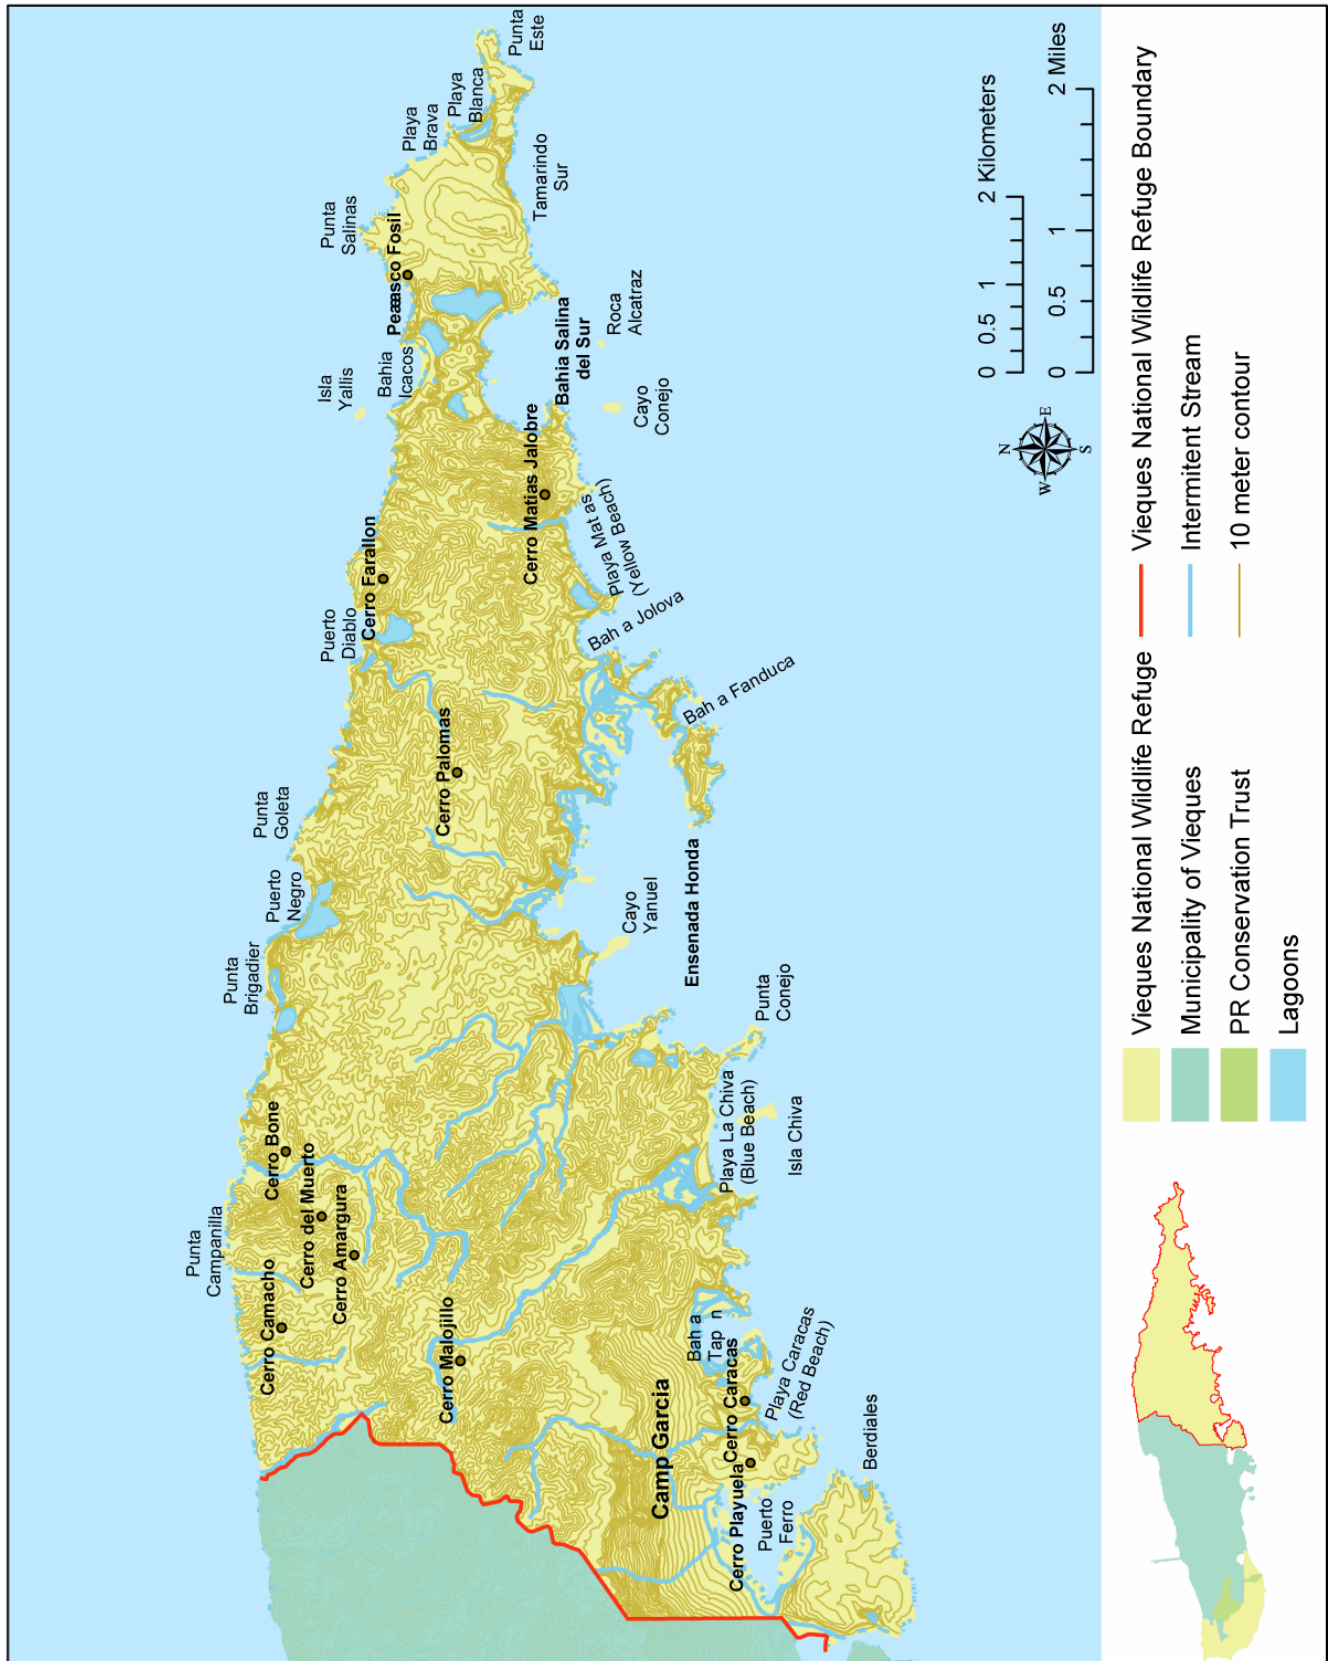 Punta
Campanilla
Punta
Brigadier
Puerto
Negro
Punta
Goleta
Puerto
Diablo
Isla
Yallis
Bahia
Icacos
Punta
Salinas
Playa
Brava
Playa
Blanca
Punta
Este
Cerro Camacho
Cerro del Muerto
Cerro Amargura
Cerro Bone
Cerro Malojillo
Cerro Palomas
Cerro Farallon
Cerro Matias Jalobre
Bahia Salina
del Sur
Tamarindo
Sur
Roca
Alcatraz
Cayo
Conejo
Playa Mat as
(Yellow Beach)
Bah a Jolova
Bah a Fanduca
Ensenada Honda
Cayo
Yanuel
Punta
Conejo
Playa La Chiva
(Blue Beach)
Isla Chiva
Bah a
Tap n
Camp Garcia
Cerro Caracas
Playa Caracas
(Red Beach)
Cerro Playuela
Puerto
Ferro
Berdiales
N
W
E
S
0 0.5 1 2 Kilometers
0 0.5 1 2 Miles
Vieques National Wildlife Refuge
Municipality of Vieques
PR Conservation Trust
Lagoons
Vieques National Wildlife Refuge Boundary
Intermitent Stream
10 meter contour
Fosil